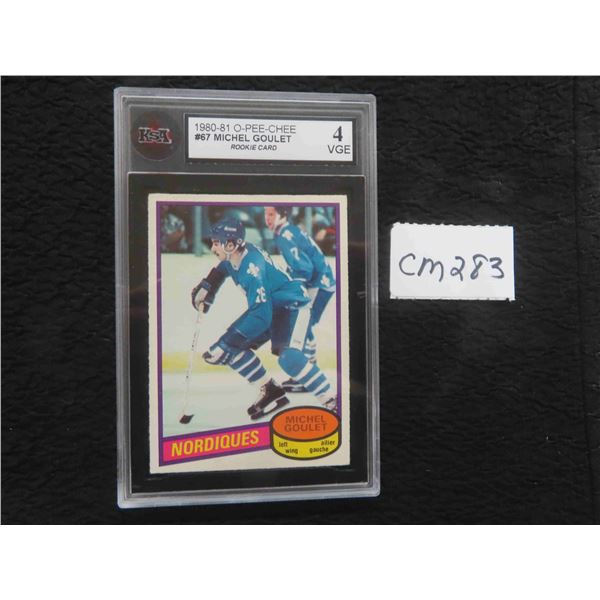 KSA
1980-81 O-PEE-CHEE
#67 MICHEL GOULET
ROOKIE CARD
4
VGE
7
NORDIQUES
MICHEL
GOULET
left ailier
wing gauche
CM283